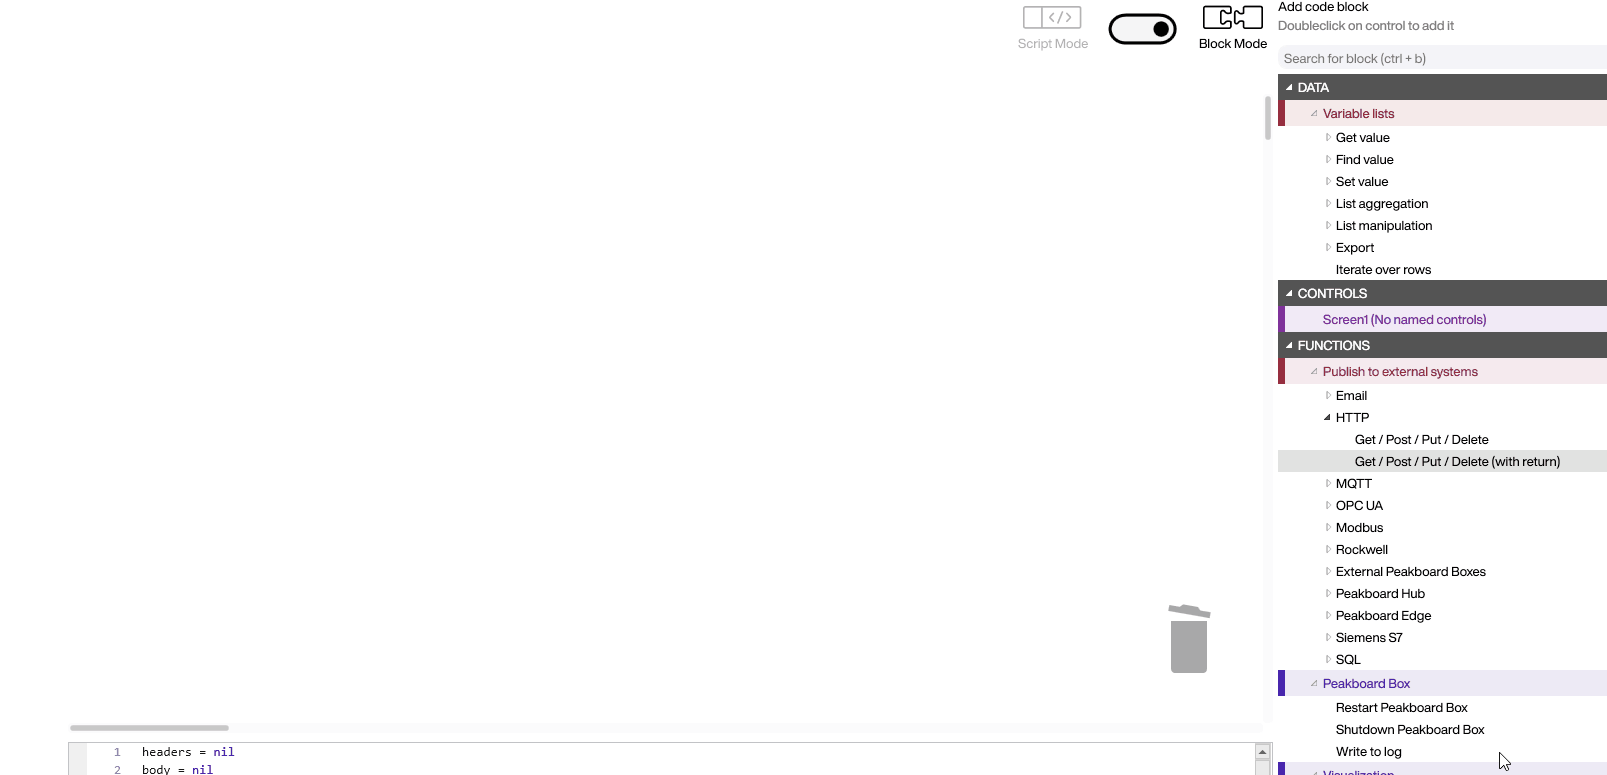 Script Mode
Block Mode
Add code block
Doubleclick on control to add it
Search for block (ctrl + b)
DATA
Variable lists
Get value
Find value
Set value
List aggregation
List manipulation
Export
Iterate over rows
CONTROLS
Screen1 (No named controls)
FUNCTIONS
Publish to external systems
Email
HTTP
Get / Post / Put / Delete
Get / Post / Put / Delete (with return)
MQTT
OPC UA
Modbus
Rockwell
External Peakboard Boxes
Peakboard Hub
Peakboard Edge
Siemens S7
SQL
Peakboard Box
Restart Peakboard Box
Shutdown Peakboard Box
Write to log
Visualization
1 headers = nil
2 body = nil